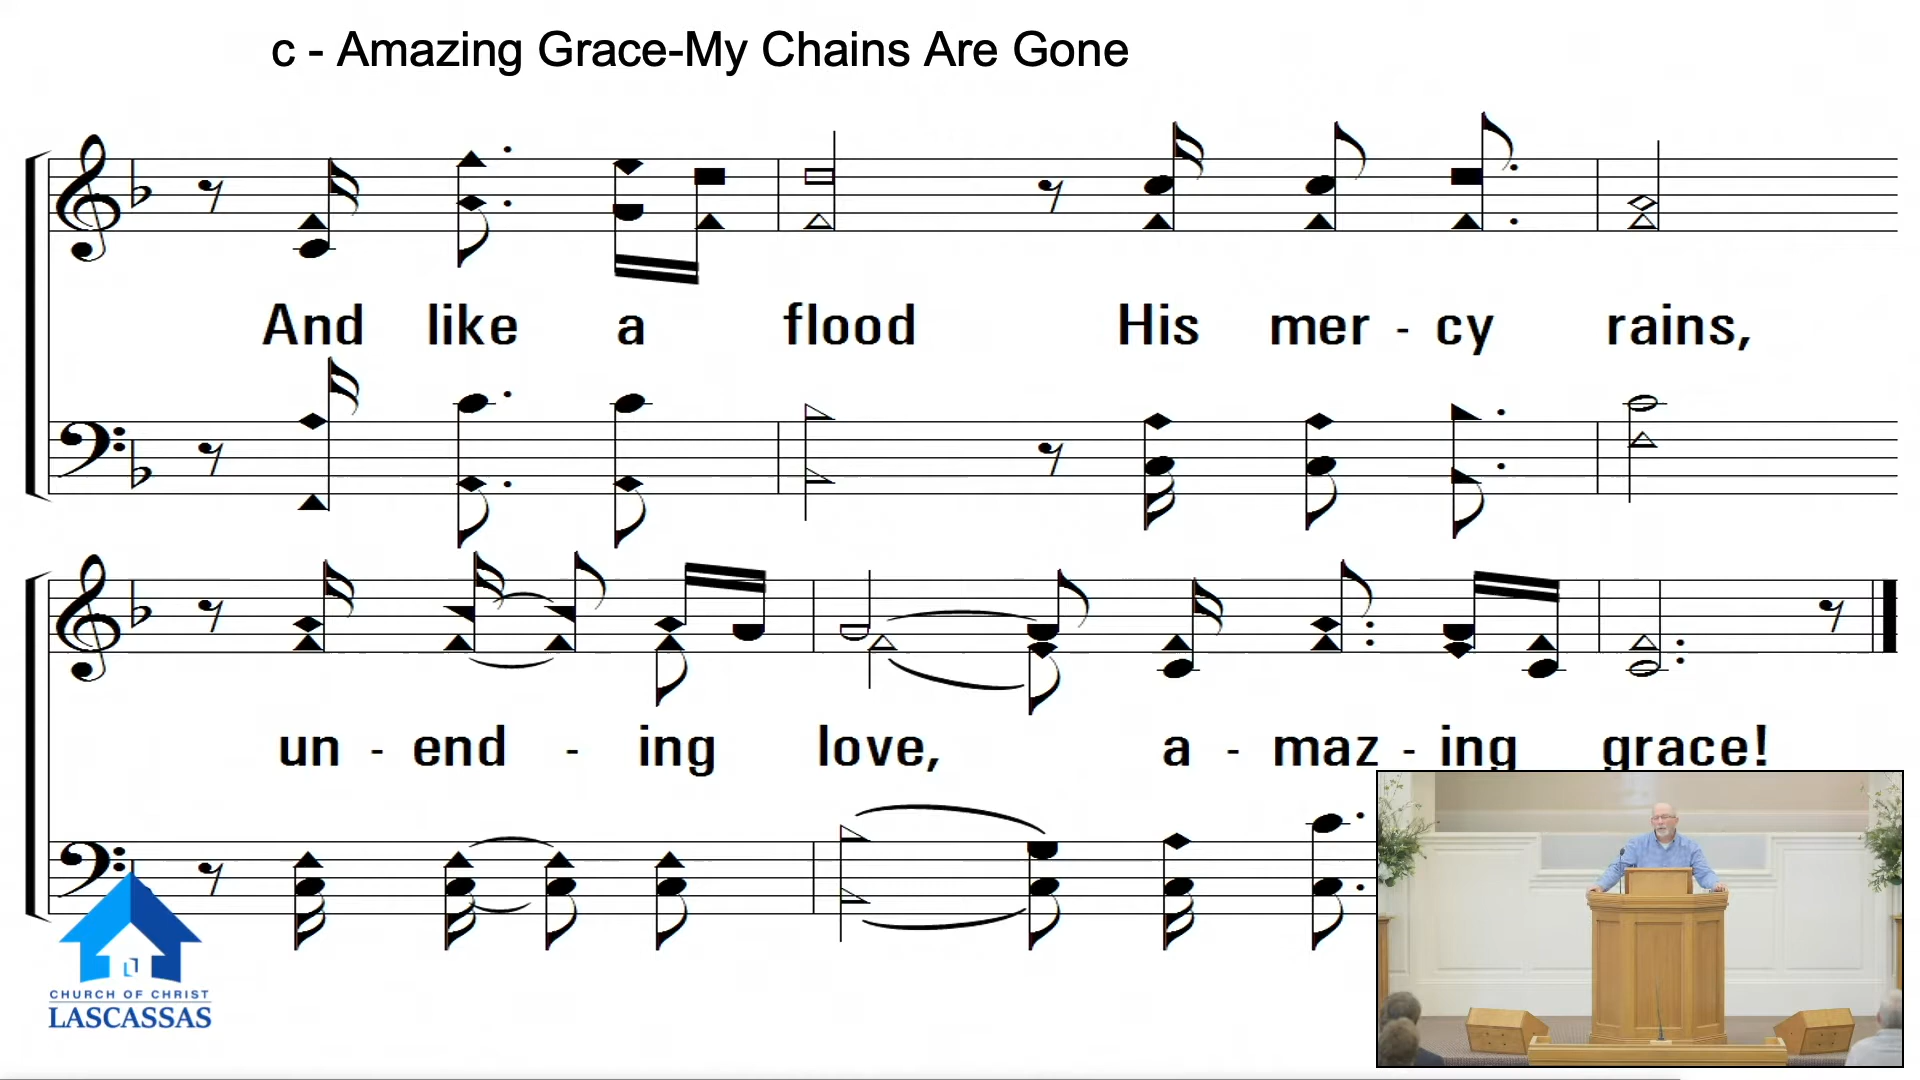 c - Amazing Grace-My Chains Are Gone
And like a flood His mer - cy rains,
un - end - ing love, a - maz - ing grace!
CHURCH OF CHRIST
LASCASSAS